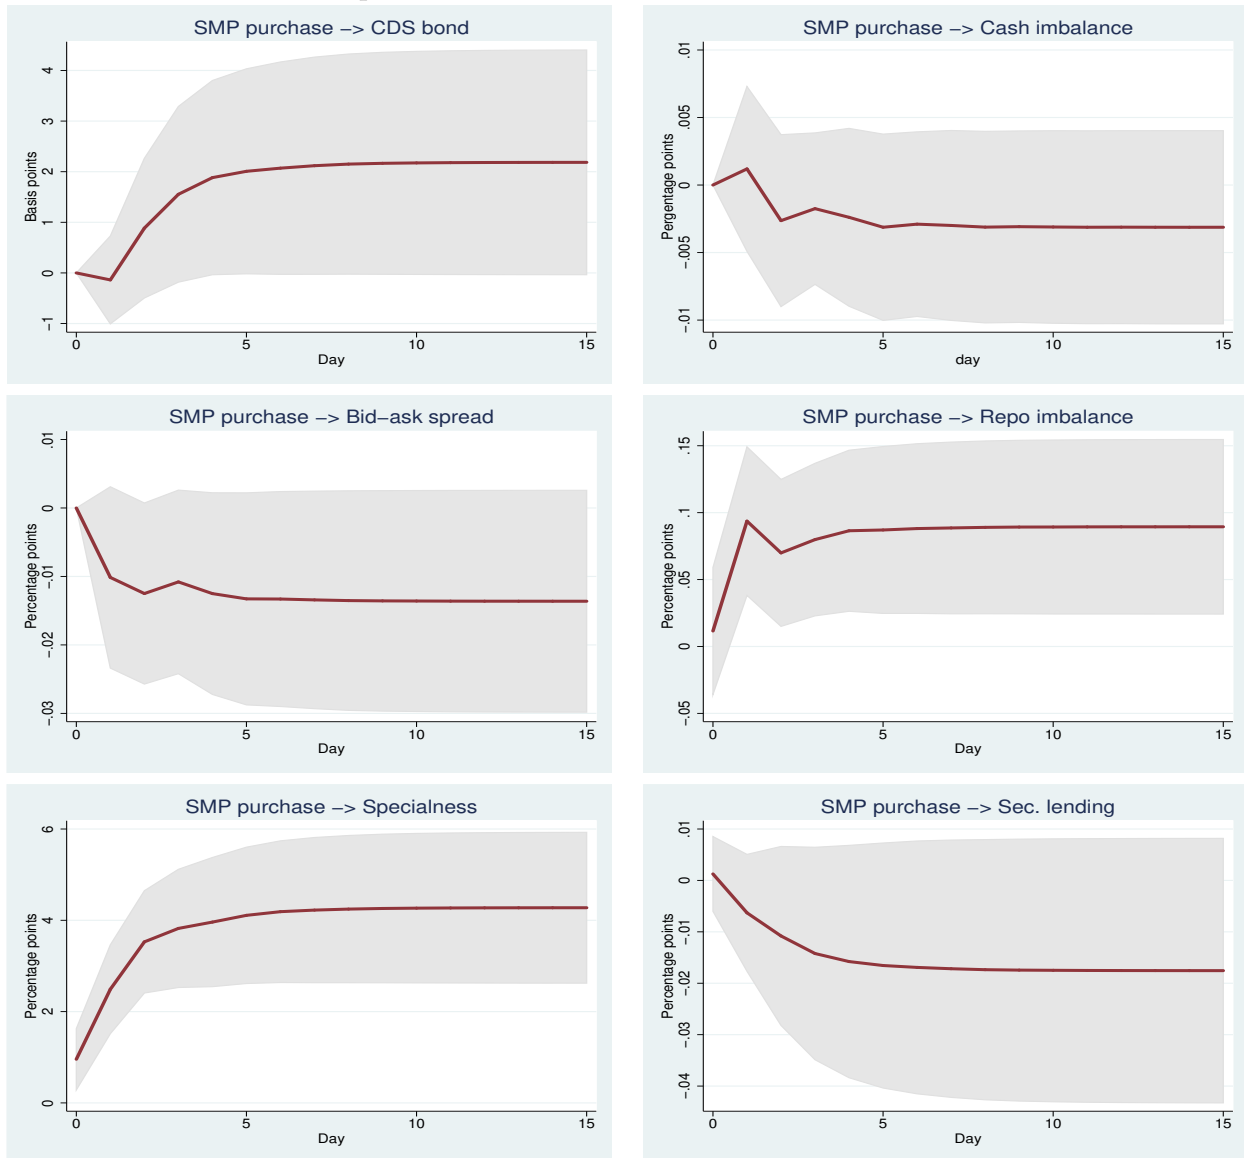 SMP purchase –> CDS bond
Basis points
4
3
2
1
0
–1
0 5 10 15
Day
SMP purchase –> Cash imbalance
Pergentage points
.01
.005
0
–.005
–.01
0 5 10 15
day
SMP purchase –> Bid–ask spread
Percentage points
.01
0
–.01
–.02
–.03
0 5 10 15
Day
SMP purchase –> Repo imbalance
Percentage points
.15
.1
.05
0
–.05
0 5 10 15
Day
SMP purchase –> Specialness
Percentage points
6
4
2
0
0 5 10 15
Day
SMP purchase –> Sec. lending
Percentage points
.01
0
–.01
–.02
–.03
–.04
0 5 10 15
Day